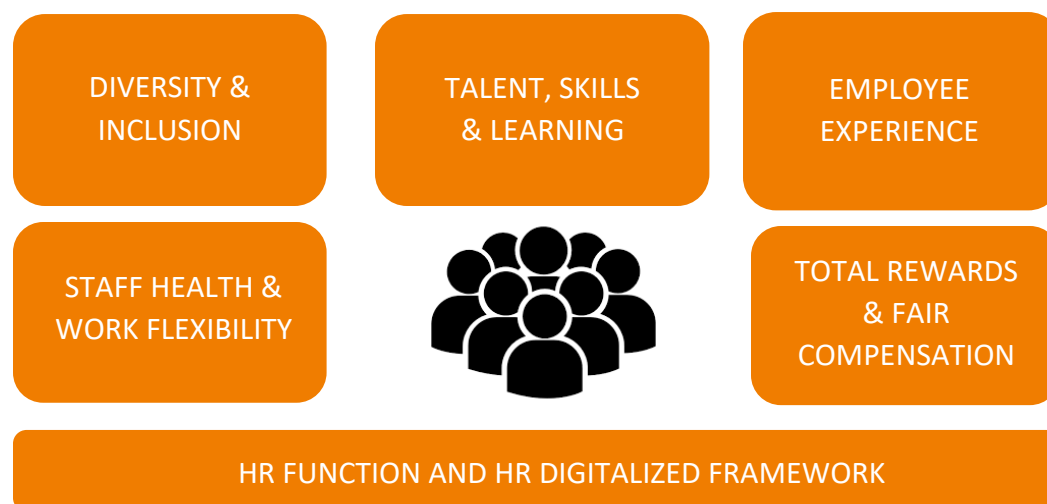 DIVERSITY &
INCLUSION
TALENT, SKILLS
& LEARNING
EMPLOYEE
EXPERIENCE
STAFF HEALTH &
WORK FLEXIBILITY
TOTAL REWARDS
& FAIR
COMPENSATION
HR FUNCTION AND HR DIGITALIZED FRAMEWORK